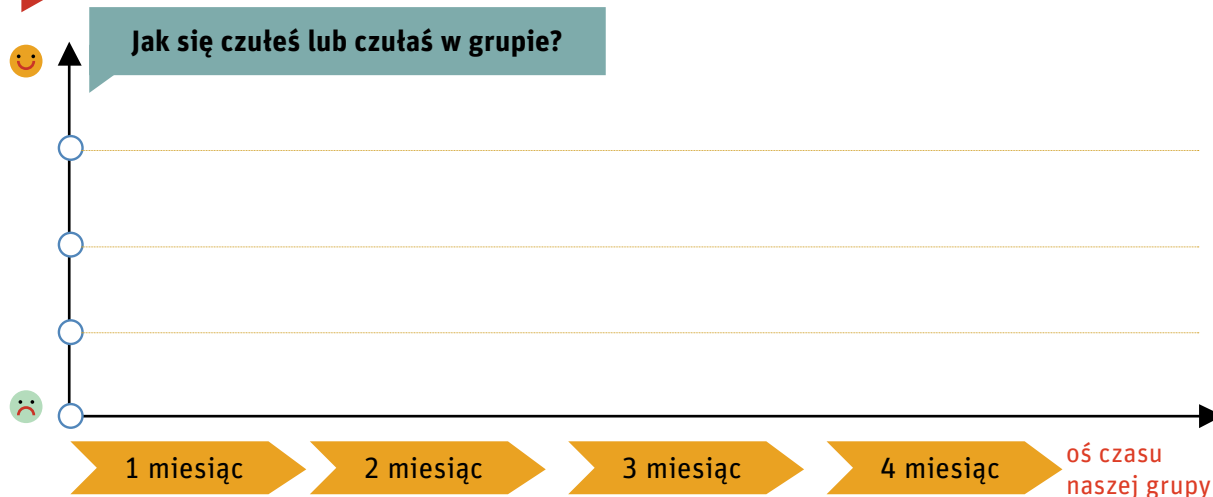 Jak się czułeś lub czułaś w grupie?
1 miesiąc
2 miesiąc
3 miesiąc
4 miesiąc
oś czasu
naszej grupy